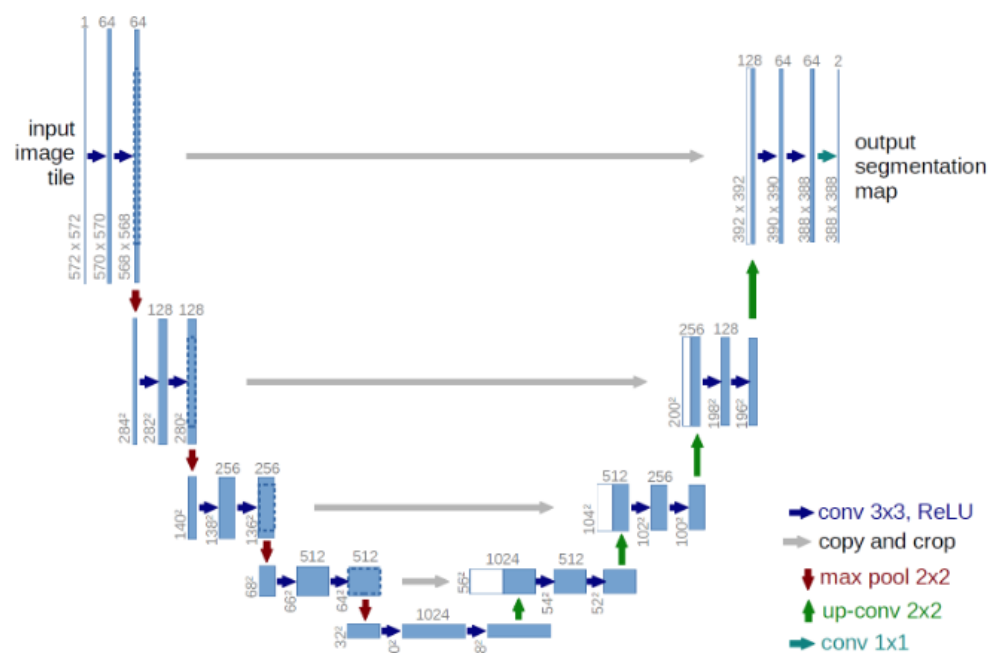 1 64 64
input
image
tile
572 x 572
570 x 570
568 x 568
128 64 64 2
output
segmentation
map
392 x 392
390 x 390
388 x 388
388 x 388
128 128
284²
282²
280²
256 128
200²
198²
196²
256 256
140²
138²
136²
512 256
104²
102²
100²
512 512
68²
66²
64²
1024 512
56²
54²
52²
1024
32²
0²
8²
conv 3x3, ReLU
copy and crop
max pool 2x2
up-conv 2x2
conv 1x1